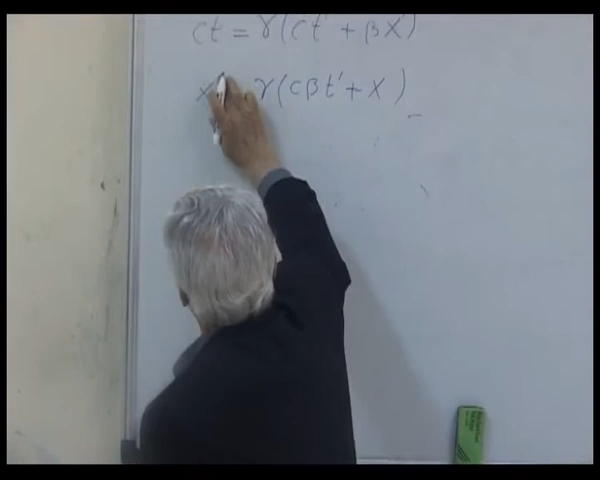 ct = γ(ct' + βx')
x γ(cβt' + x )